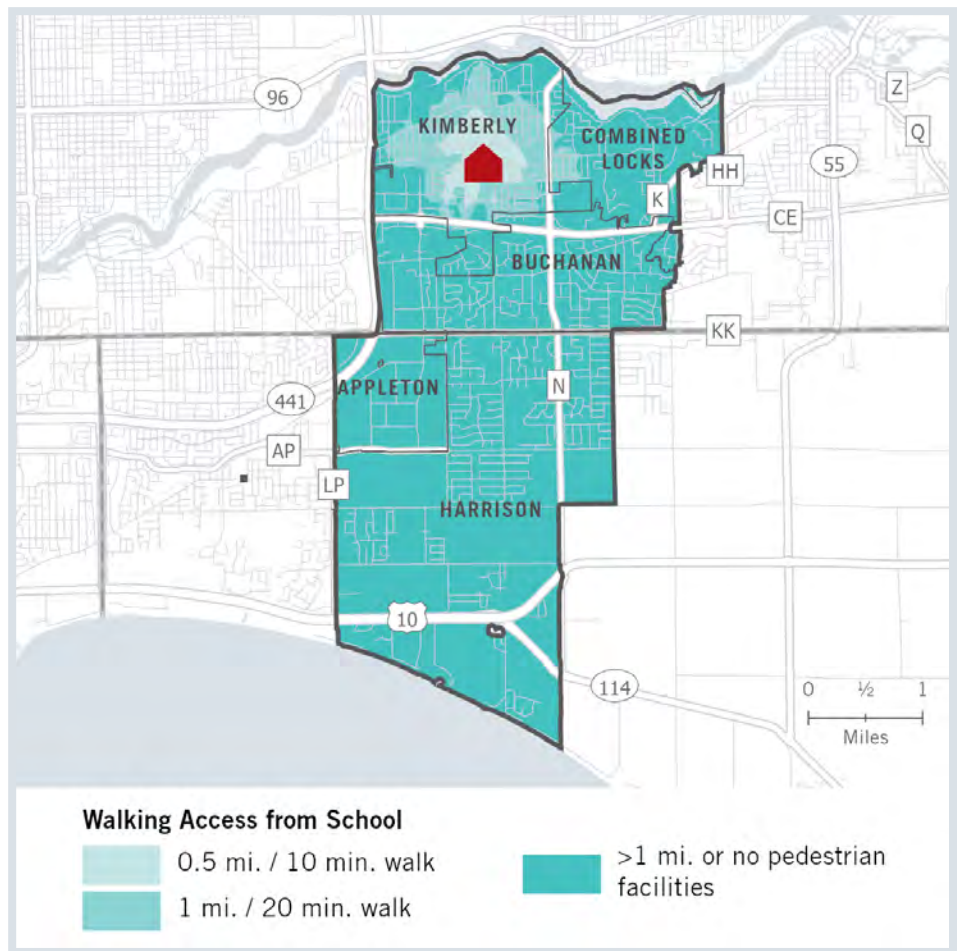 96
Z
KIMBERLY
COMBINED
LOCKS
Q
55
HH
K
CE
BUCHANAN
KK
APPLETON
N
441
AP
LP
HARRISON
10
114
0 ½ 1
Miles
Walking Access from School
0.5 mi. / 10 min. walk
1 mi. / 20 min. walk
>1 mi. or no pedestrian
facilities